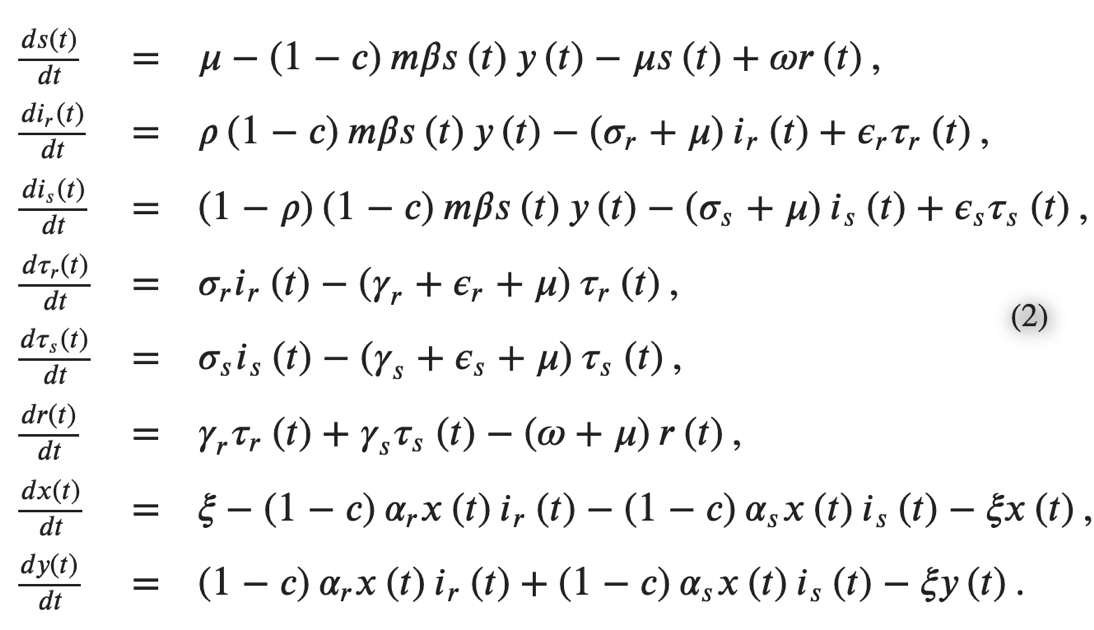 ds(t)/dt = μ − (1 − c) mβs (t) y (t) − μs (t) + ωr (t) ,
di_r(t)/dt = ρ (1 − c) mβs (t) y (t) − (σ_r + μ) i_r (t) + ϵ_r τ_r (t) ,
di_s(t)/dt = (1 − ρ) (1 − c) mβs (t) y (t) − (σ_s + μ) i_s (t) + ϵ_s τ_s (t) ,
dτ_r(t)/dt = σ_r i_r (t) − (γ_r + ϵ_r + μ) τ_r (t) ,
(2)
dτ_s(t)/dt = σ_s i_s (t) − (γ_s + ϵ_s + μ) τ_s (t) ,
dr(t)/dt = γ_r τ_r (t) + γ_s τ_s (t) − (ω + μ) r (t) ,
dx(t)/dt = ξ − (1 − c) α_r x (t) i_r (t) − (1 − c) α_s x (t) i_s (t) − ξx (t) ,
dy(t)/dt = (1 − c) α_r x (t) i_r (t) + (1 − c) α_s x (t) i_s (t) − ξy (t) .